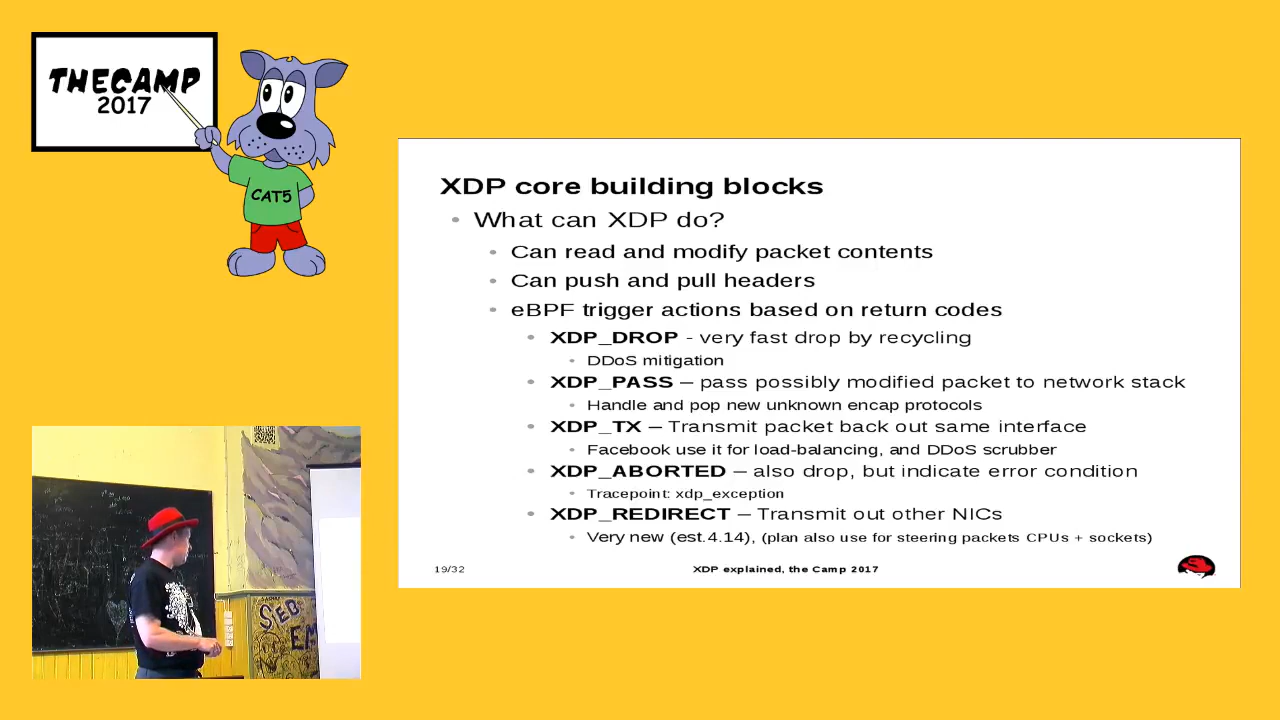 THECAMP
2017
CAT5
XDP core building blocks
What can XDP do?
Can read and modify packet contents
Can push and pull headers
eBPF trigger actions based on return codes
XDP_DROP - very fast drop by recycling
DDoS mitigation
XDP_PASS – pass possibly modified packet to network stack
Handle and pop new unknown encap protocols
XDP_TX – Transmit packet back out same interface
Facebook use it for load-balancing, and DDoS scrubber
XDP_ABORTED – also drop, but indicate error condition
Tracepoint: xdp_exception
XDP_REDIRECT – Transmit out other NICs
Very new (est.4.14), (plan also use for steering packets CPUs + sockets)
19/32
XDP explained, the Camp 2017